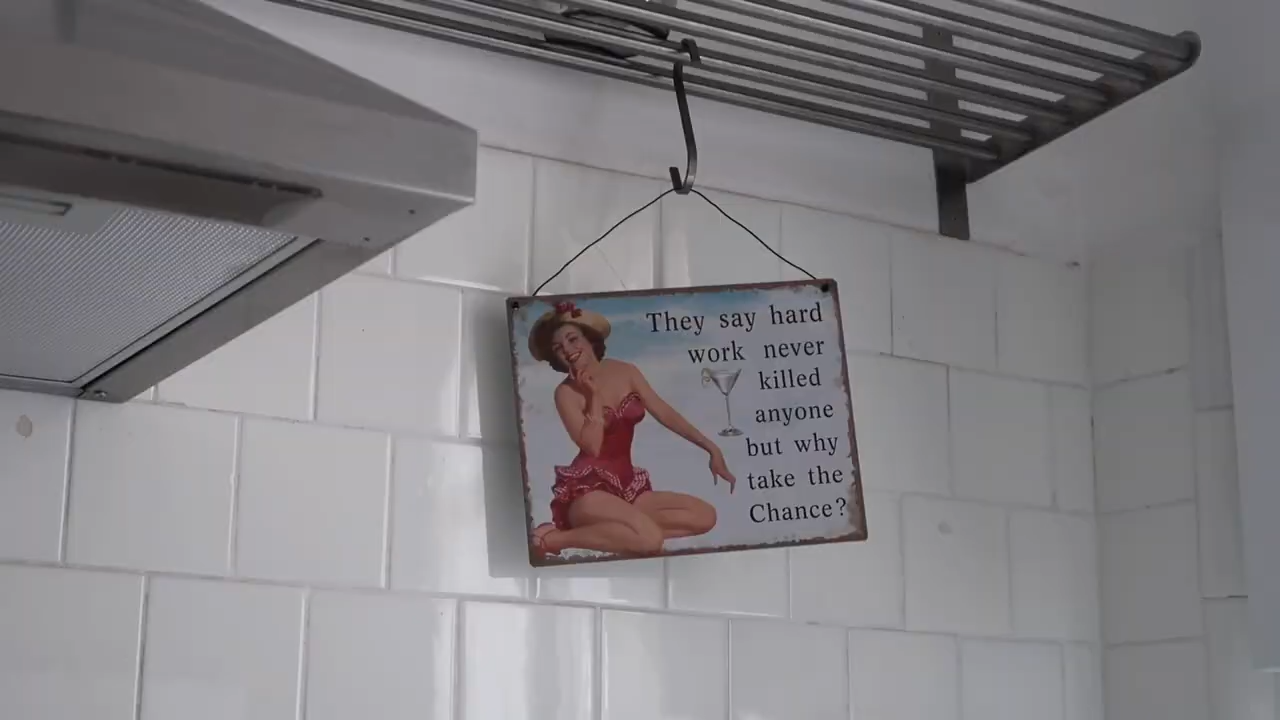 They say hard
work never
killed
anyone
but why
take the
Chance?